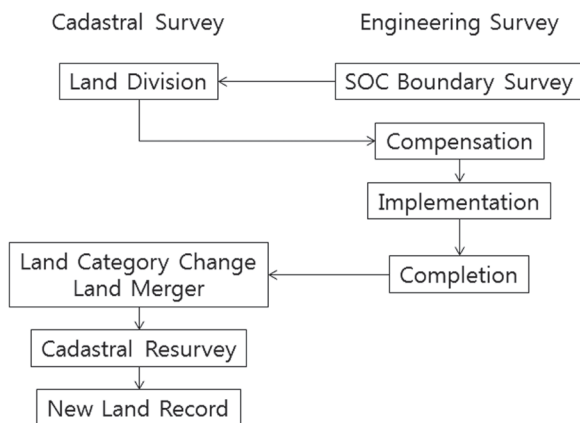 Cadastral Survey
Engineering Survey
Land Division
SOC Boundary Survey
Compensation
Implementation
Land Category Change
Land Merger
Completion
Cadastral Resurvey
New Land Record